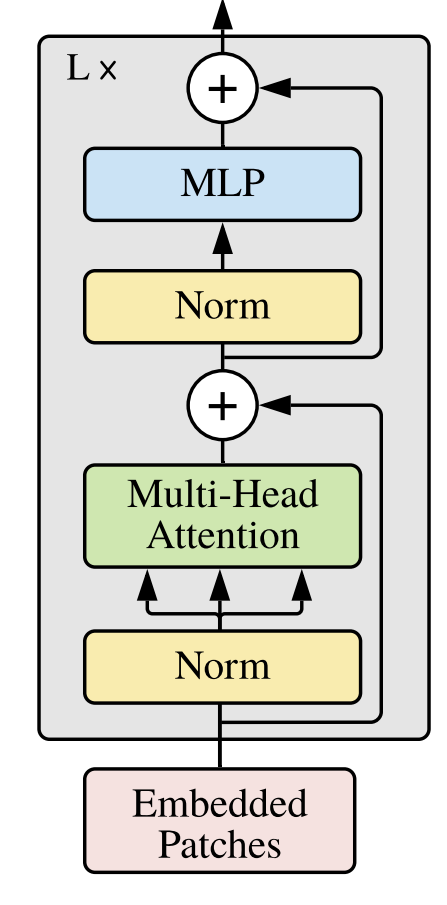 L ×
+
MLP
Norm
+
Multi-Head
Attention
Norm
Embedded
Patches